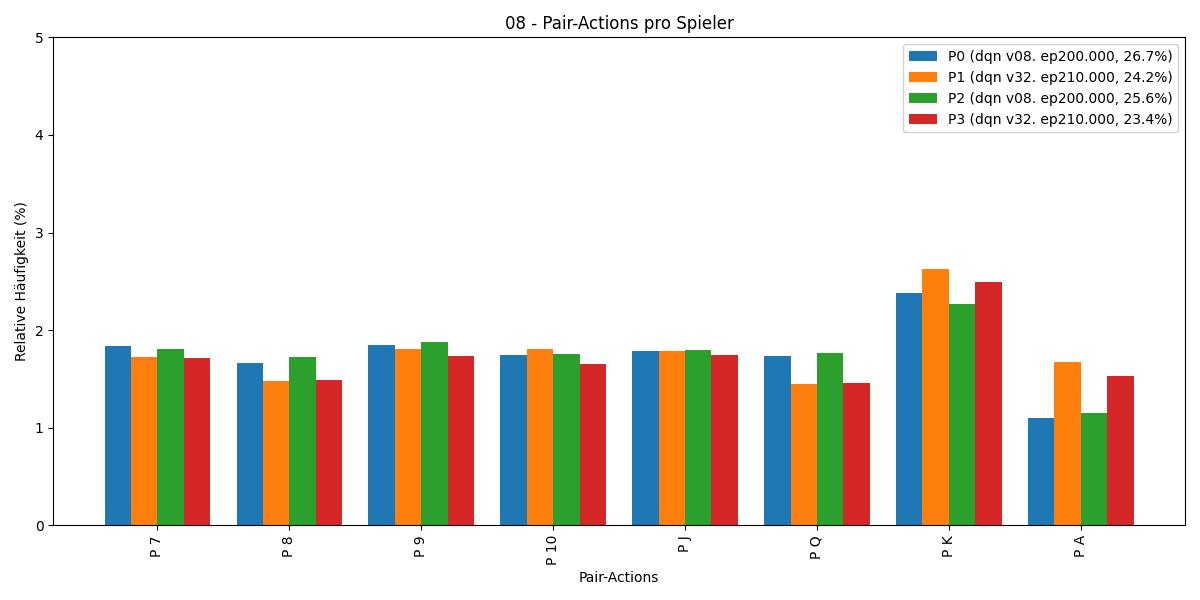 08 - Pair-Actions pro Spieler
P0 (dqn v08. ep200.000, 26.7%)
P1 (dqn v32. ep210.000, 24.2%)
P2 (dqn v08. ep200.000, 25.6%)
P3 (dqn v32. ep210.000, 23.4%)
Relative Häufigkeit (%)
5
4
3
2
1
0
P 7
P 8
P 9
P 10
P J
P Q
P K
P A
Pair-Actions